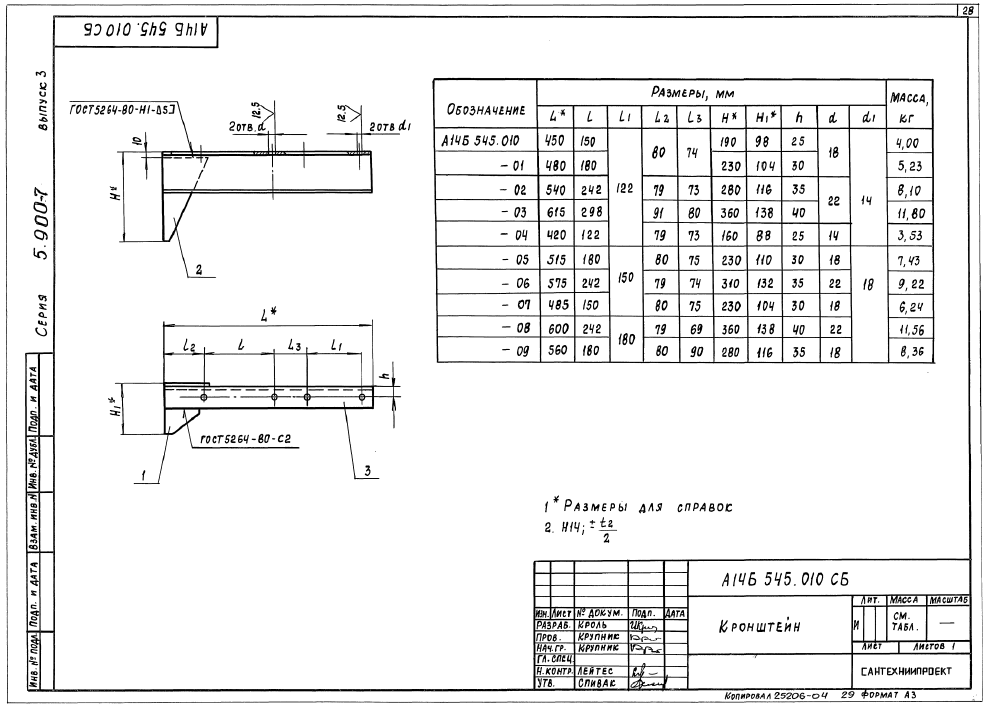 28
А14Б 545.010 СБ
Серия 5.900-7 выпуск 3
ГОСТ5264-80-Н1-Δ5
12,5
12,5
2отв. d
2отв d1
10
H*
2
L*
L2 L L3 L1
h
H1*
ГОСТ5264-80-С2
1
3
Обозначение Размеры, мм Масса, кг
L* L L1 L2 L3 H* H1* h d d1
А14Б 545.010 450 150 122 80 74 190 98 25 18 14 4,00
- 01 480 180 230 104 30 5,23
- 02 540 242 79 73 280 116 35 22 8,10
- 03 615 298 91 80 360 138 40 11,80
- 04 420 122 79 73 160 88 25 14 3,53
- 05 515 180 150 80 75 230 110 30 18 18 7,43
- 06 575 242 79 74 310 132 35 22 9,22
- 07 485 150 80 75 230 104 30 18 6,24
- 08 600 242 180 79 69 360 138 40 22 11,56
- 09 560 180 80 90 280 116 35 18 8,36
1 * Размеры для справок
2. H14; ± t2/2
Инв. № подл. Подп. и дата Взам. инв. № Инв. № дубл. Подп. и дата
А14Б 545.010 СБ
Изм. Лист № докум. Подп. Дата
Разраб. Кроль
Пров. Крупник
Нач. гр. Крупник
Гл. спец.
Н. контр. Лейтес
Утв. Спивак
Кронштейн
Лит. Масса Масштаб
И См. табл. —
Лист Листов 1
Сантехниипроект
Копировал 25206-04 29 Формат А3